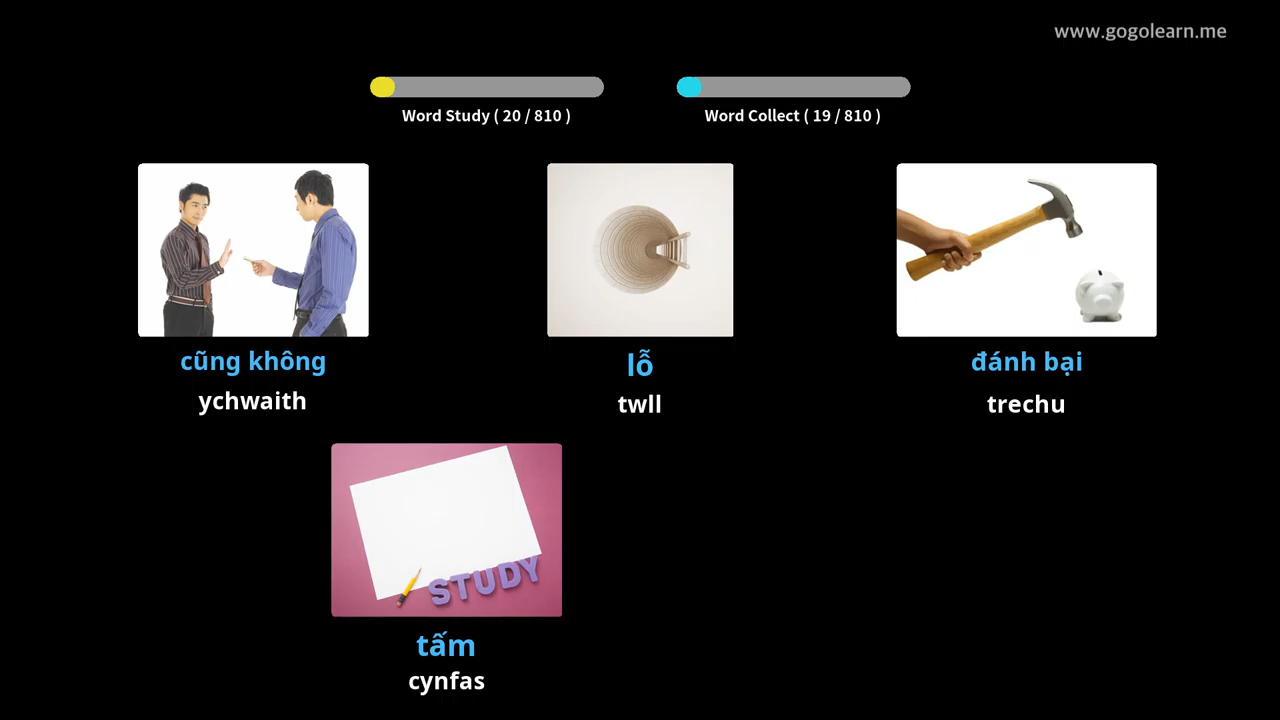 www.gogolearn.me
Word Study ( 20 / 810 )
Word Collect ( 19 / 810 )
cũng không
ychwaith
lỗ
twll
đánh bại
trechu
STUDY
tấm
cynfas